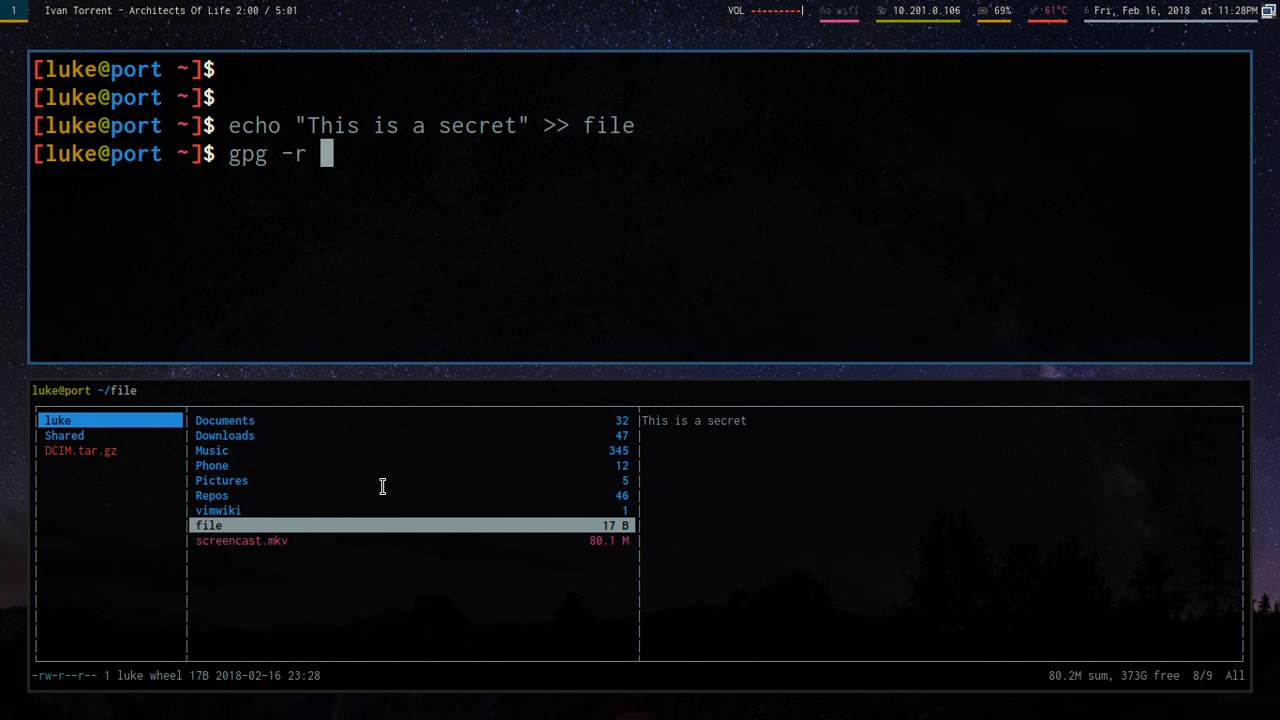 1 Ivan Torrent - Architects Of Life 2:00 / 5:01 VOL no wifi 10.201.0.106 69% 61°C Fri, Feb 16, 2018 at 11:28PM
[luke@port ~]$
[luke@port ~]$
[luke@port ~]$ echo "This is a secret" >> file
[luke@port ~]$ gpg -r
luke@port ~/file
luke Documents 32 This is a secret
Shared Downloads 47
DCIM.tar.gz Music 345
Phone 12
Pictures 5
Repos 46
vimwiki 1
file 17 B
screencast.mkv 80.1 M
-rw-r--r-- 1 luke wheel 17B 2018-02-16 23:28 80.2M sum, 373G free 8/9 All